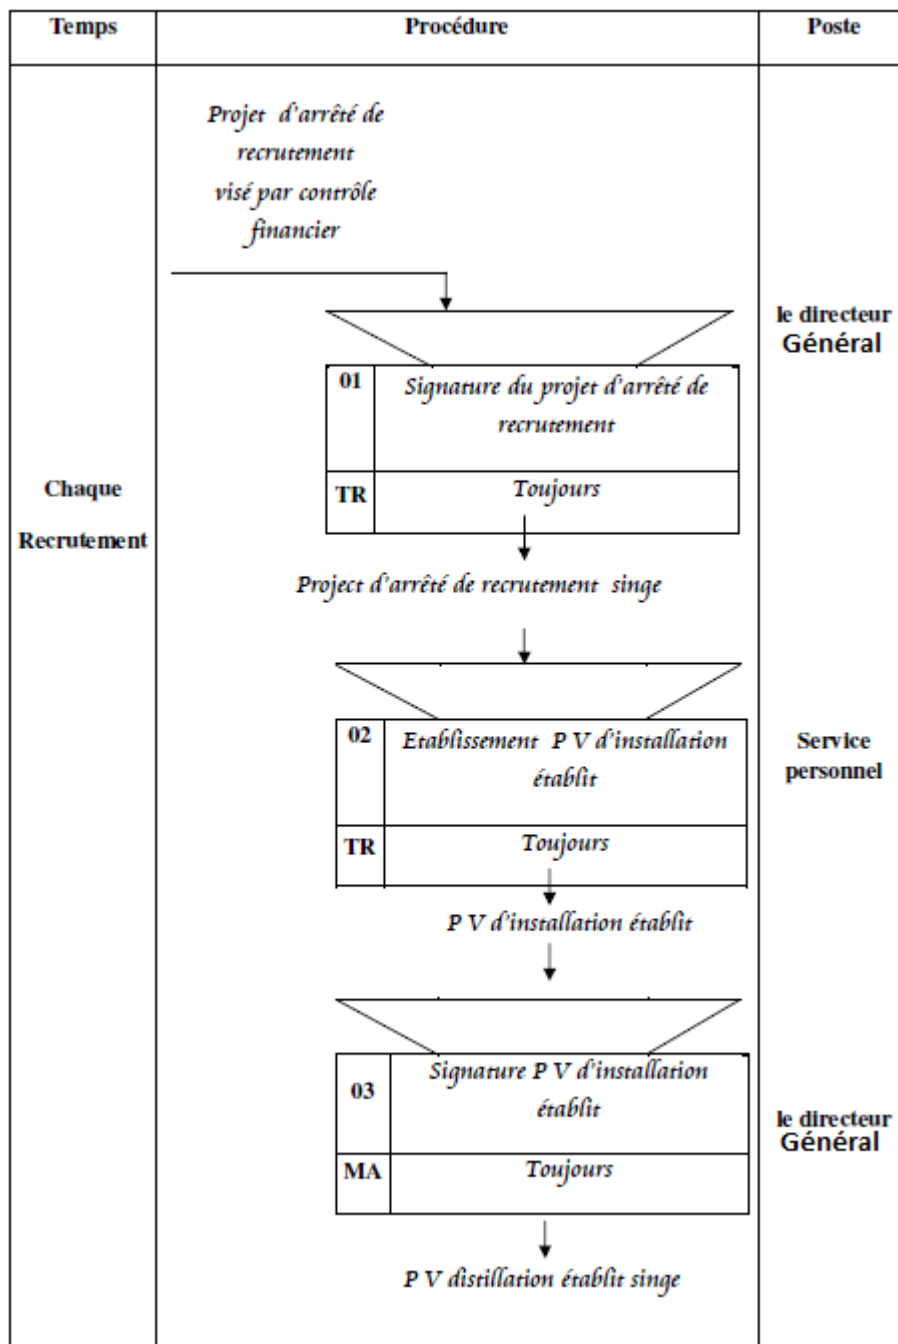 Temps Procédure Poste
Projet d'arrêté de
recrutement
visé par contrôle
financier
le directeur
Général
01 Signature du projet d'arrêté de
recrutement
TR Toujours
Chaque
Recrutement
Project d'arrêté de recrutement singe
02 Etablissement P V d'installation
établit
Service
personnel
TR Toujours
P V d'installation établit
03 Signature P V d'installation
établit
le directeur
Général
MA Toujours
P V distillation établit singe